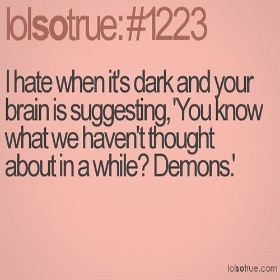 lolsotrue: #1223
I hate when it's dark and your
brain is suggesting, 'You know
what we haven't thought
about in a while? Demons.'
lolsotrue.com